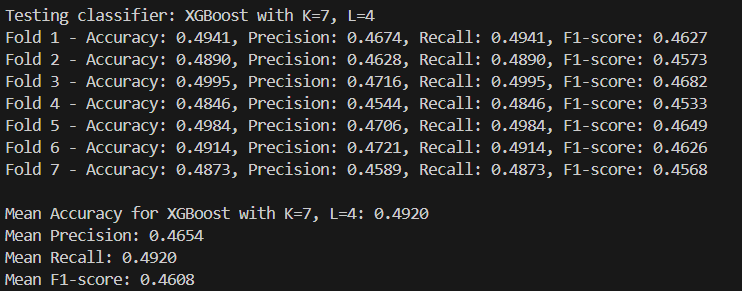 Testing classifier: XGBoost with K=7, L=4
Fold 1 - Accuracy: 0.4941, Precision: 0.4674, Recall: 0.4941, F1-score: 0.4627
Fold 2 - Accuracy: 0.4890, Precision: 0.4628, Recall: 0.4890, F1-score: 0.4573
Fold 3 - Accuracy: 0.4995, Precision: 0.4716, Recall: 0.4995, F1-score: 0.4682
Fold 4 - Accuracy: 0.4846, Precision: 0.4544, Recall: 0.4846, F1-score: 0.4533
Fold 5 - Accuracy: 0.4984, Precision: 0.4706, Recall: 0.4984, F1-score: 0.4649
Fold 6 - Accuracy: 0.4914, Precision: 0.4721, Recall: 0.4914, F1-score: 0.4626
Fold 7 - Accuracy: 0.4873, Precision: 0.4589, Recall: 0.4873, F1-score: 0.4568
Mean Accuracy for XGBoost with K=7, L=4: 0.4920
Mean Precision: 0.4654
Mean Recall: 0.4920
Mean F1-score: 0.4608